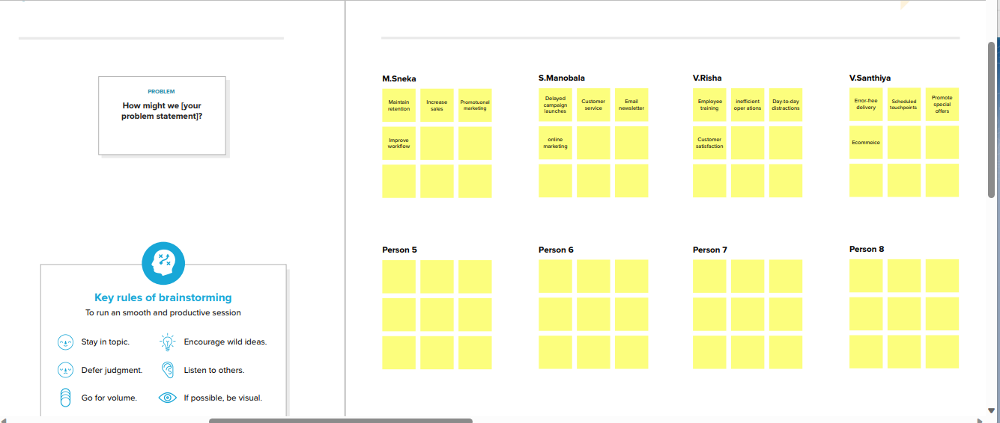 PROBLEM
How might we [your
problem statement]?
Key rules of brainstorming
To run an smooth and productive session
Stay in topic.
Encourage wild ideas.
Defer judgment.
Listen to others.
Go for volume.
If possible, be visual.
M.Sneka
Maintain
retention
Increase
sales
Promotuonal
marketing
Improve
workflow
S.Manobala
Delayed
campaign
launches
Customer
service
Email
newsletter
online
marketing
V.Risha
Employee
training
inefficient
oper ations
Day-to-day
distractions
Customer
satisfaction
V.Santhiya
Error-free
delivery
Scheduled
touchpoints
Promote
special
offers
Ecommeice
Person 5
Person 6
Person 7
Person 8